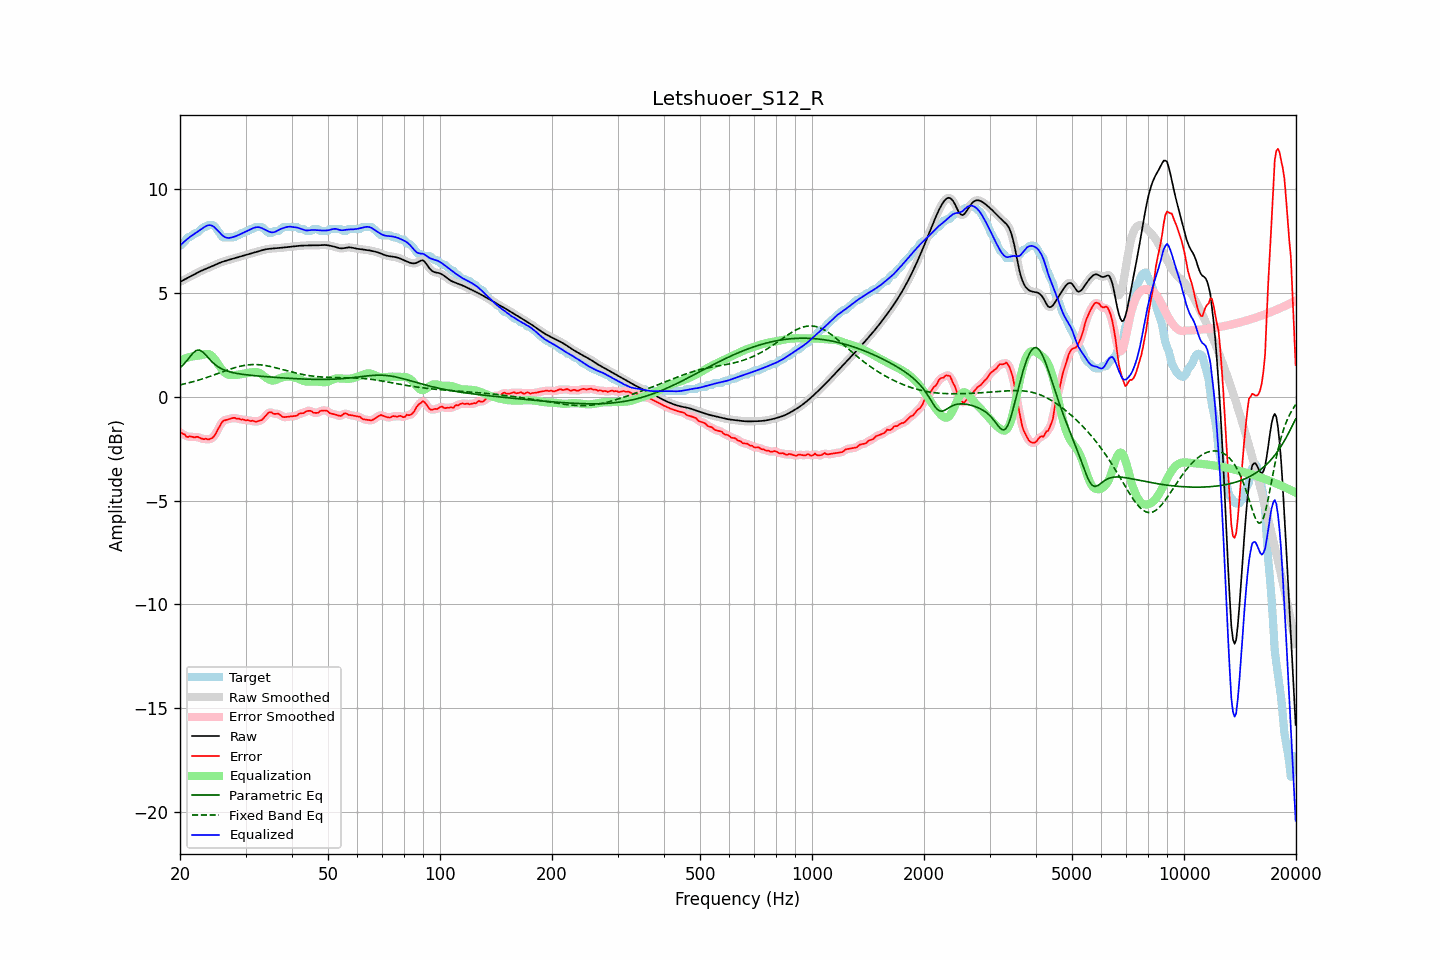 Letshuoer_S12_R
Amplitude (dBr)
10
5
0
−5
−10
−15
−20
Target
Raw Smoothed
Error Smoothed
Raw
Error
Equalization
Parametric Eq
Fixed Band Eq
Equalized
20 50 100 200 500 1000 2000 5000 10000 20000
Frequency (Hz)